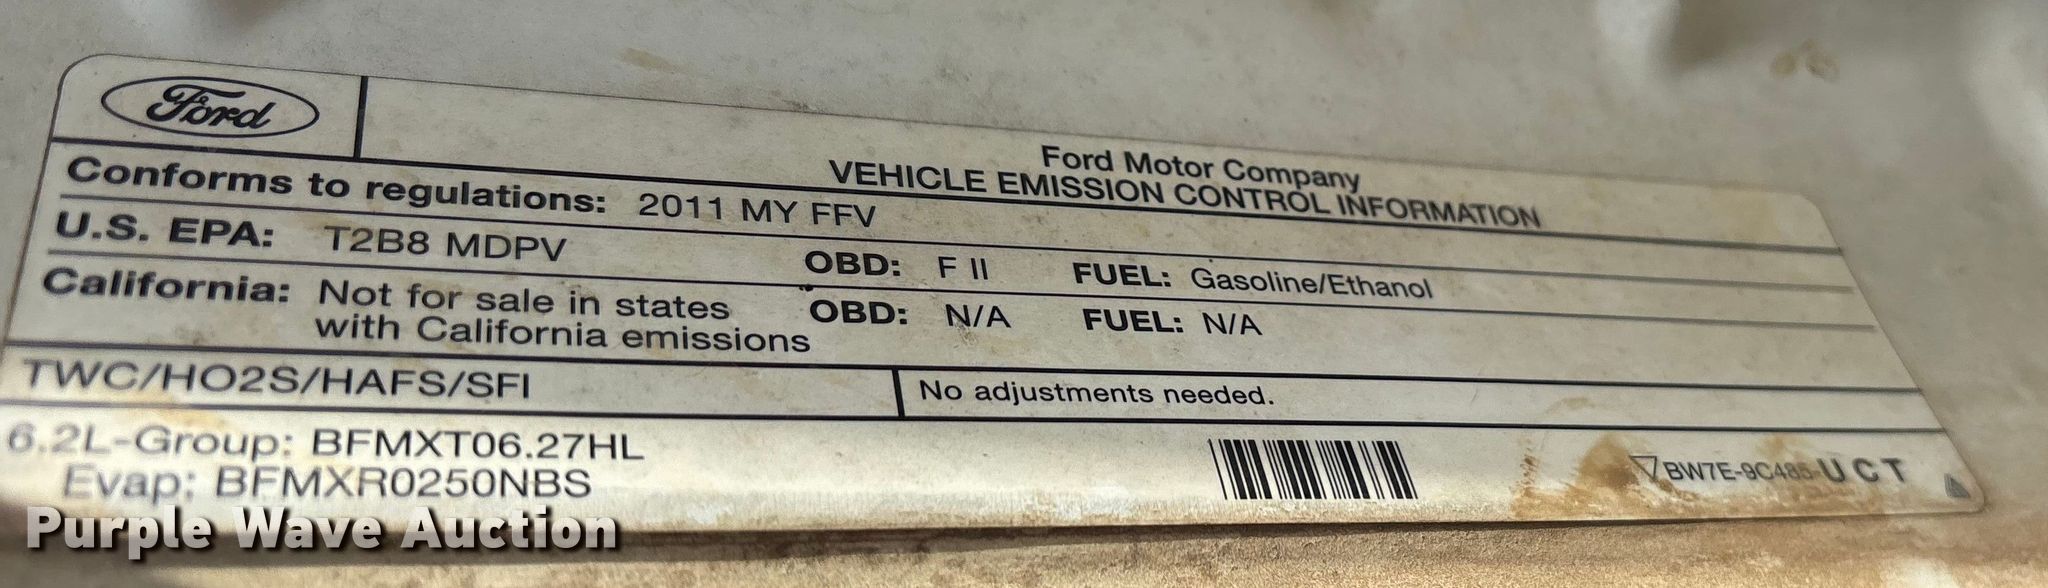 Ford
Ford Motor Company
VEHICLE EMISSION CONTROL INFORMATION
Conforms to regulations: 2011 MY FFV
U.S. EPA: T2B8 MDPV OBD: F II FUEL: Gasoline/Ethanol
California: Not for sale in states OBD: N/A FUEL: N/A
with California emissions
TWC/HO2S/HAFS/SFI No adjustments needed.
6.2L-Group: BFMXT06.27HL
Evap: BFMXR0250NBS
BW7E-9C485-UCT
Purple Wave Auction